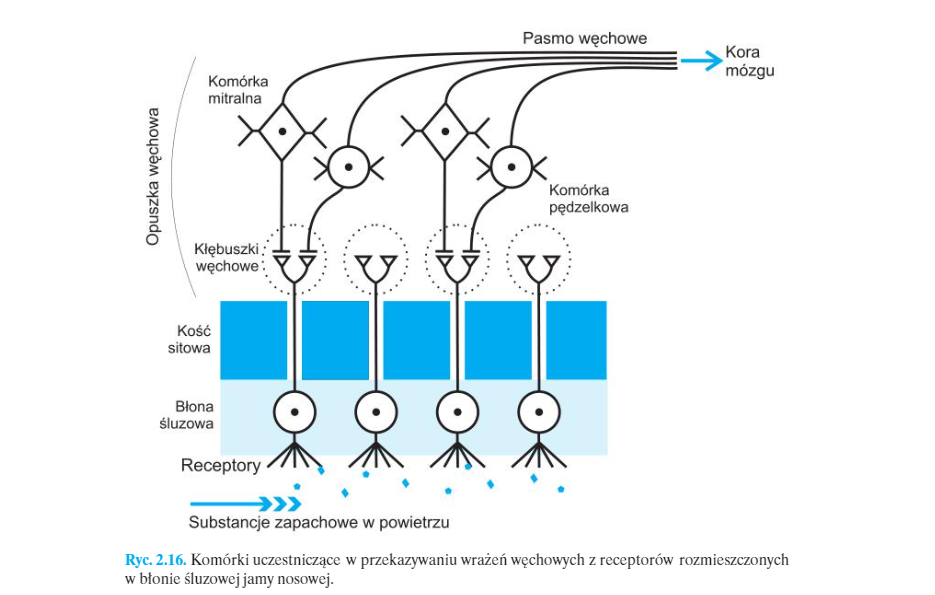 Pasmo węchowe
Kora
mózgu
Komórka
mitralna
Opuszka węchowa
Komórka
pędzelkowa
Kłębuszki
węchowe
Kość
sitowa
Błona
śluzowa
Receptory
Substancje zapachowe w powietrzu
Ryc. 2.16. Komórki uczestniczące w przekazywaniu wrażeń węchowych z receptorów rozmieszczonych
w błonie śluzowej jamy nosowej.